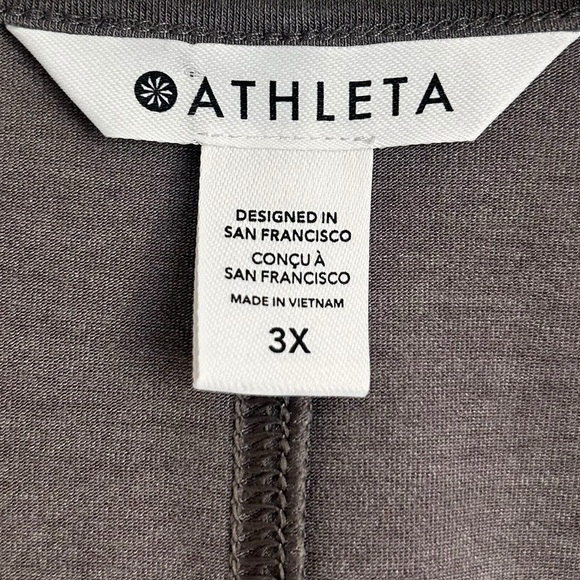 ATHLETA
DESIGNED IN
SAN FRANCISCO
CONÇU À
SAN FRANCISCO
MADE IN VIETNAM
3X